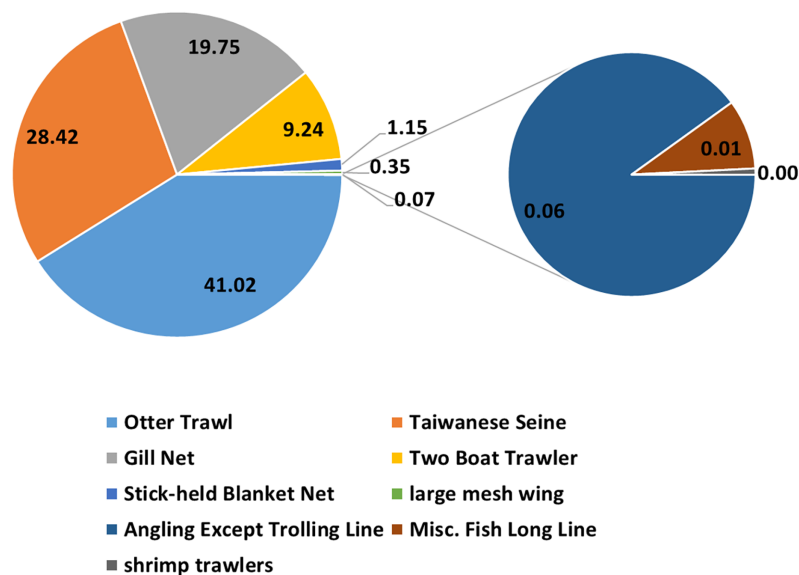 19.75
28.42
9.24
1.15
0.35
0.07
41.02
0.01
0.00
0.06
Otter Trawl
Taiwanese Seine
Gill Net
Two Boat Trawler
Stick-held Blanket Net
large mesh wing
Angling Except Trolling Line
Misc. Fish Long Line
shrimp trawlers